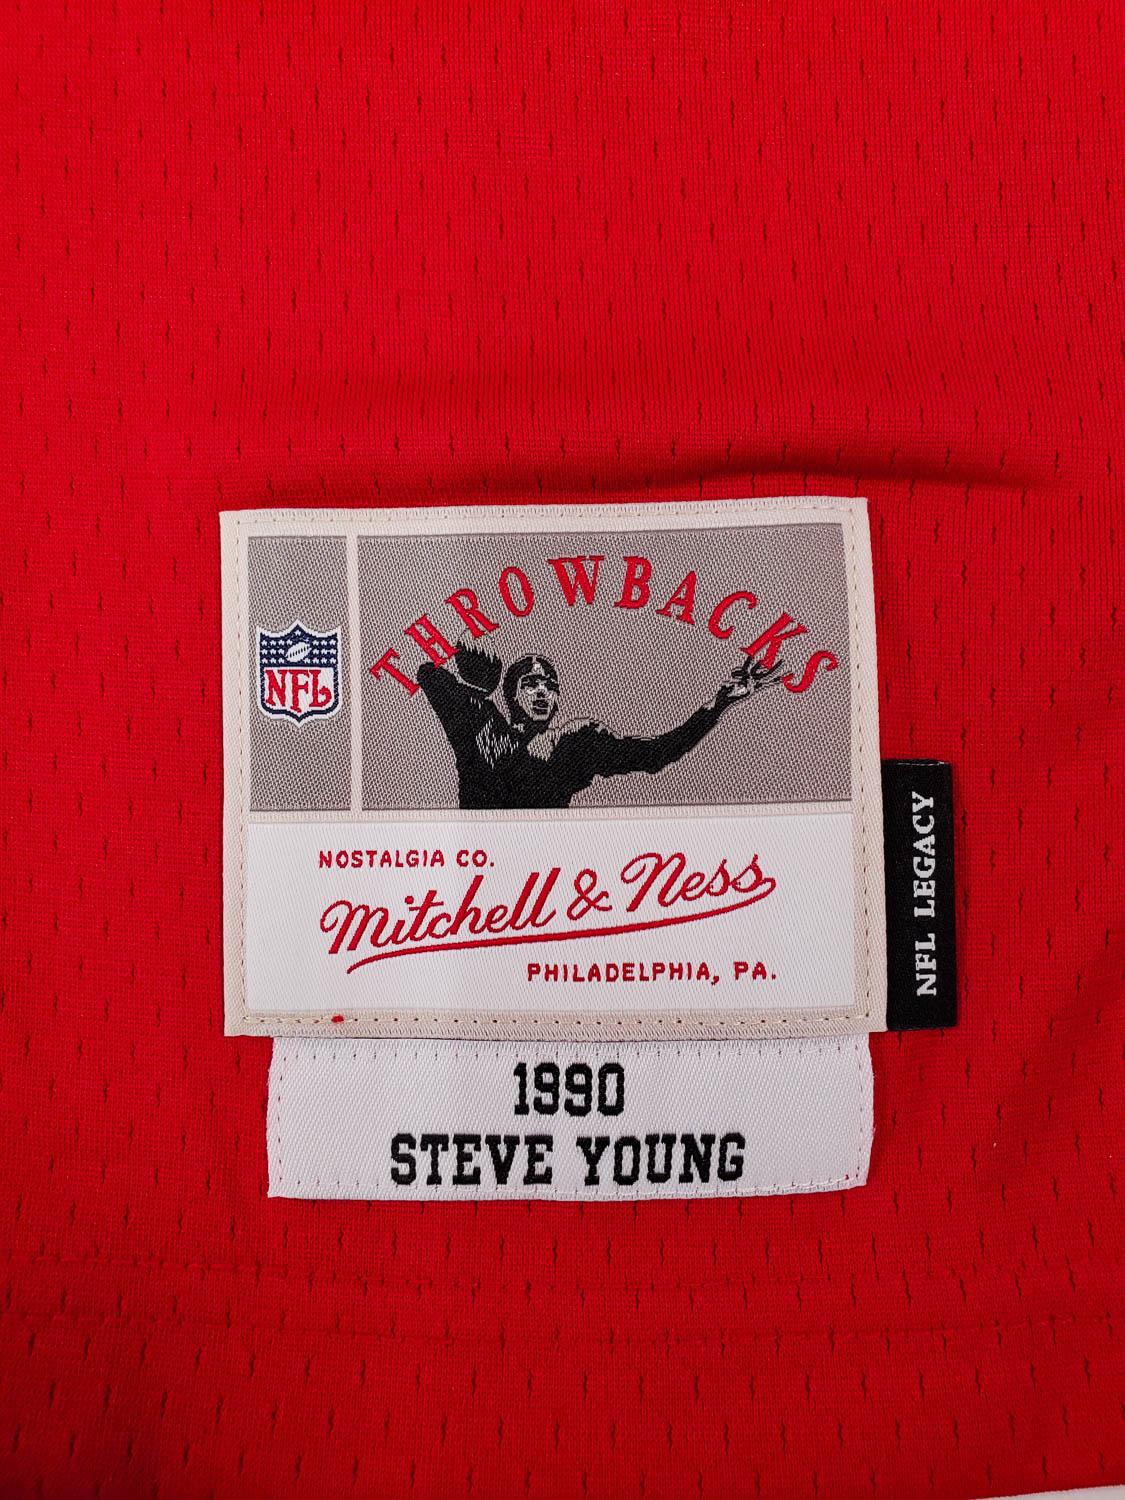 THROWBACKS
NFL
NOSTALGIA CO.
Mitchell & Ness
PHILADELPHIA, PA.
NFL LEGACY
1990
STEVE YOUNG